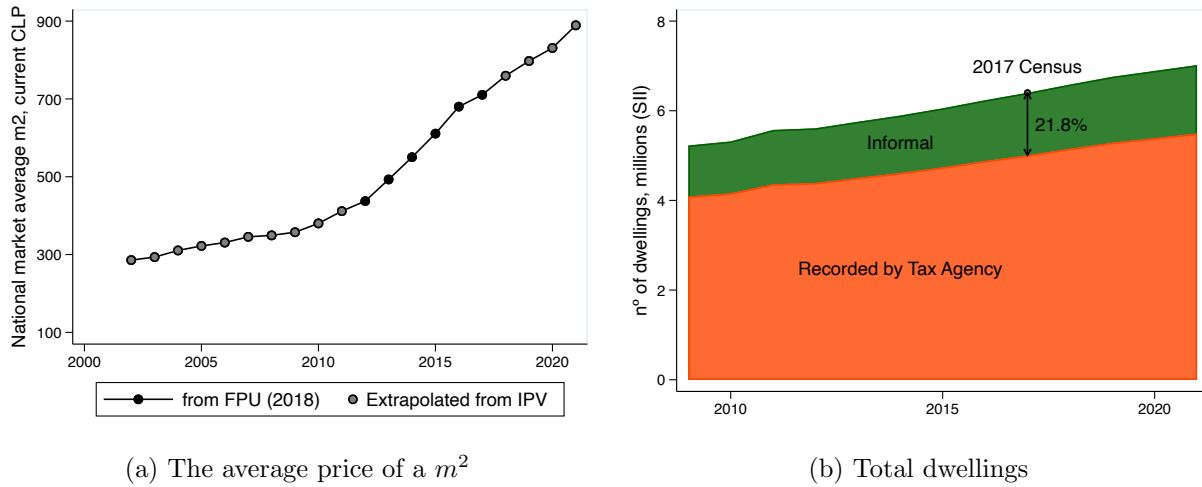 National market average m2, current CLP
900
700
500
300
100
2000
2005
2010
2015
2020
from FPU (2018)
Extrapolated from IPV
(a) The average price of a m²
n° of dwellings, millions (SII)
8
6
4
2
0
2010
2015
2020
2017 Census
21.8%
Informal
Recorded by Tax Agency
(b) Total dwellings